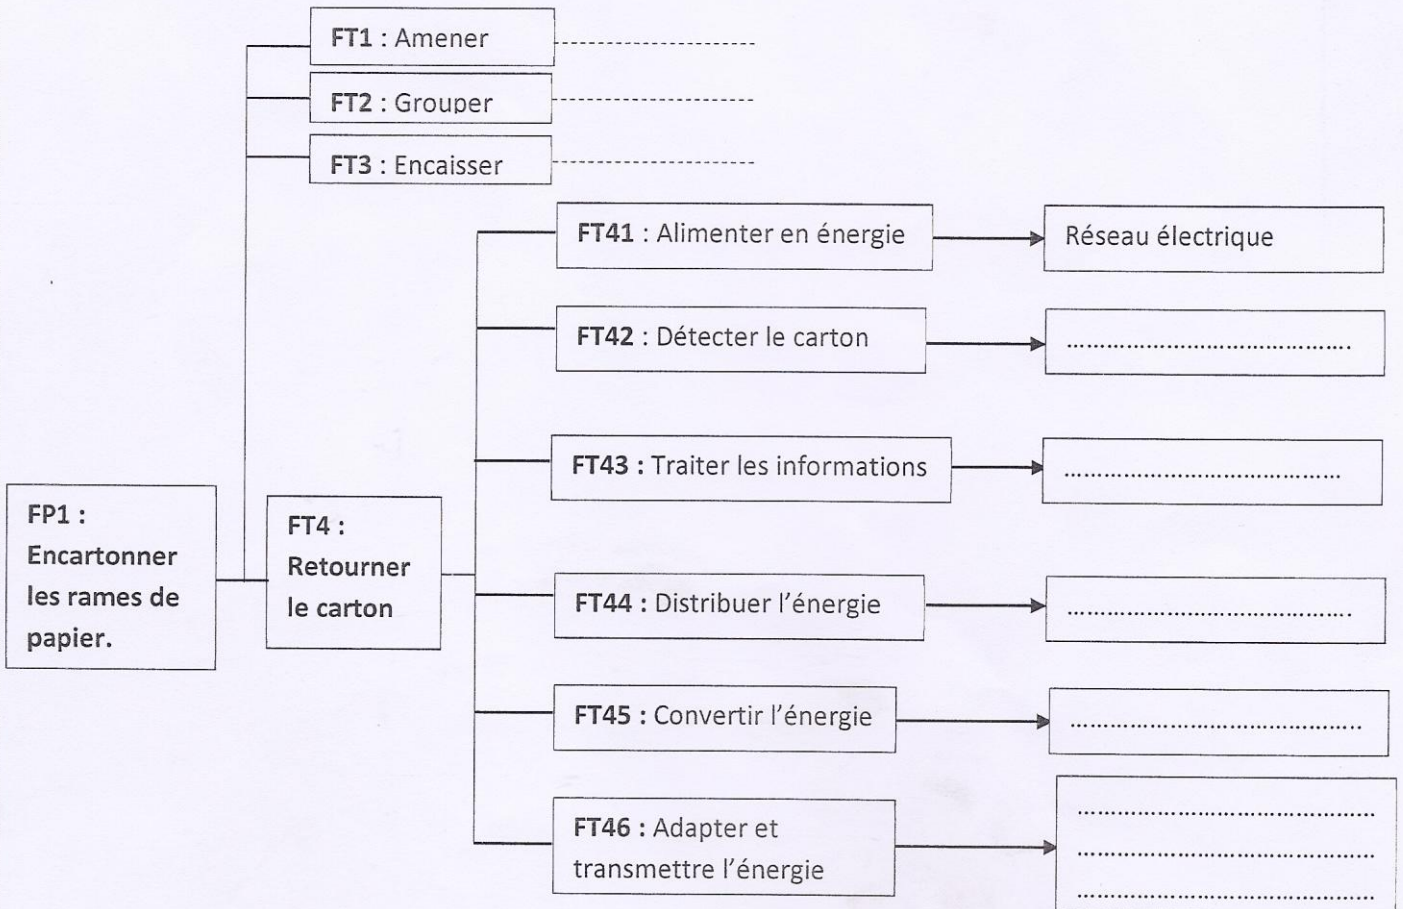 FT1 : Amener
FT2 : Grouper
FT3 : Encaisser
FT41 : Alimenter en énergie
Réseau électrique
FT42 : Détecter le carton
................................................
FT43 : Traiter les informations
................................................
FP1 :
Encartonner
les rames de
papier.
FT4 :
Retourner
le carton
FT44 : Distribuer l'énergie
................................................
FT45 : Convertir l'énergie
................................................
FT46 : Adapter et
transmettre l'énergie
................................................
................................................
................................................